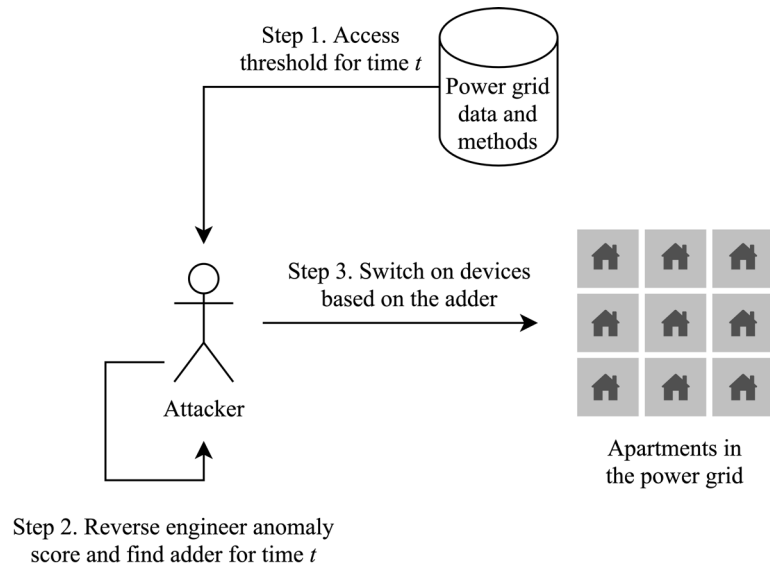 Step 1. Access
threshold for time t
Power grid
data and
methods
Step 3. Switch on devices
based on the adder
Attacker
Apartments in
the power grid
Step 2. Reverse engineer anomaly
score and find adder for time t